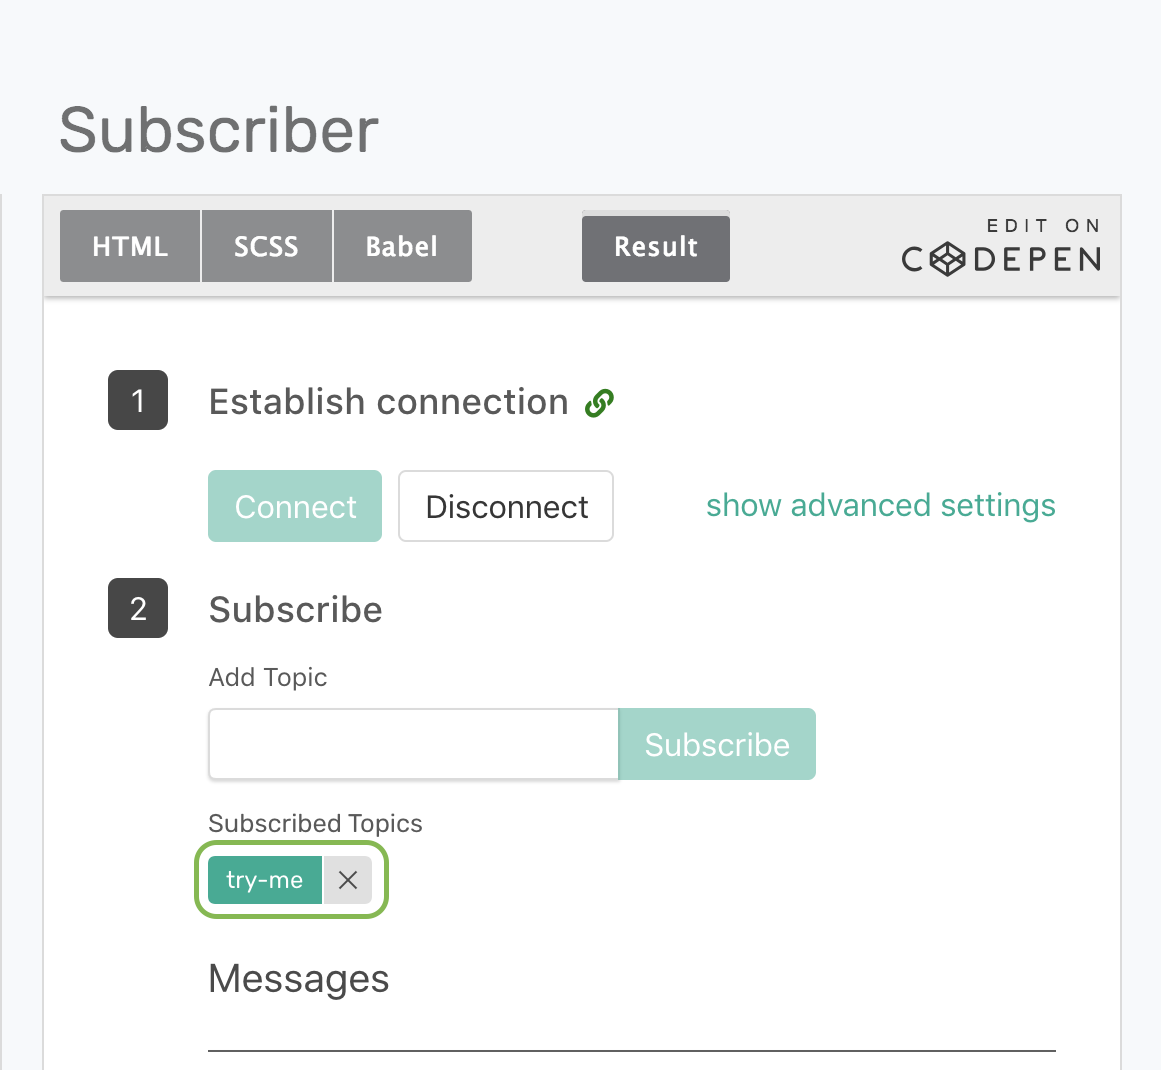 Subscriber
HTML SCSS Babel Result EDIT ON
CODEPEN
1 Establish connection
Connect Disconnect show advanced settings
2 Subscribe
Add Topic
Subscribe
Subscribed Topics
try-me
Messages